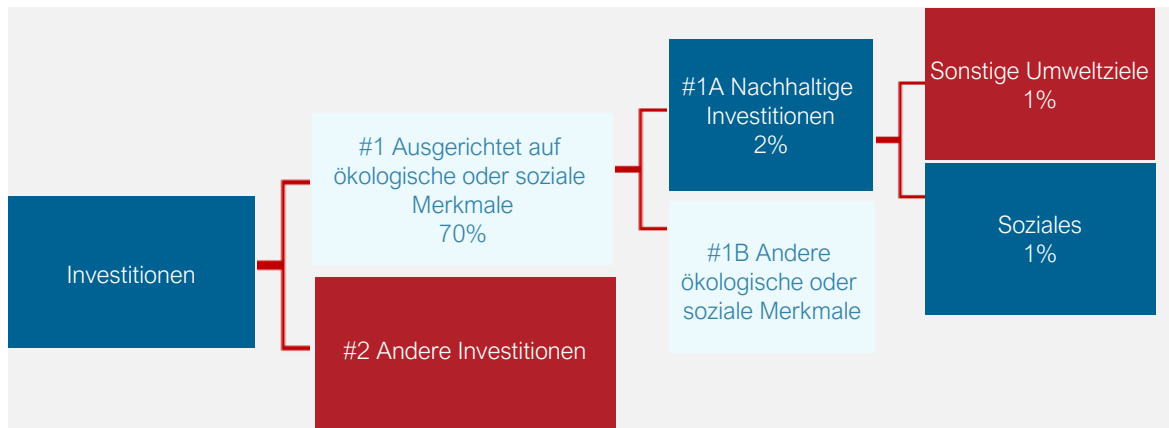 Investitionen
#1 Ausgerichtet auf
ökologische oder soziale
Merkmale
70%
#2 Andere Investitionen
#1A Nachhaltige
Investitionen
2%
#1B Andere
ökologische oder
soziale Merkmale
Sonstige Umweltziele
1%
Soziales
1%